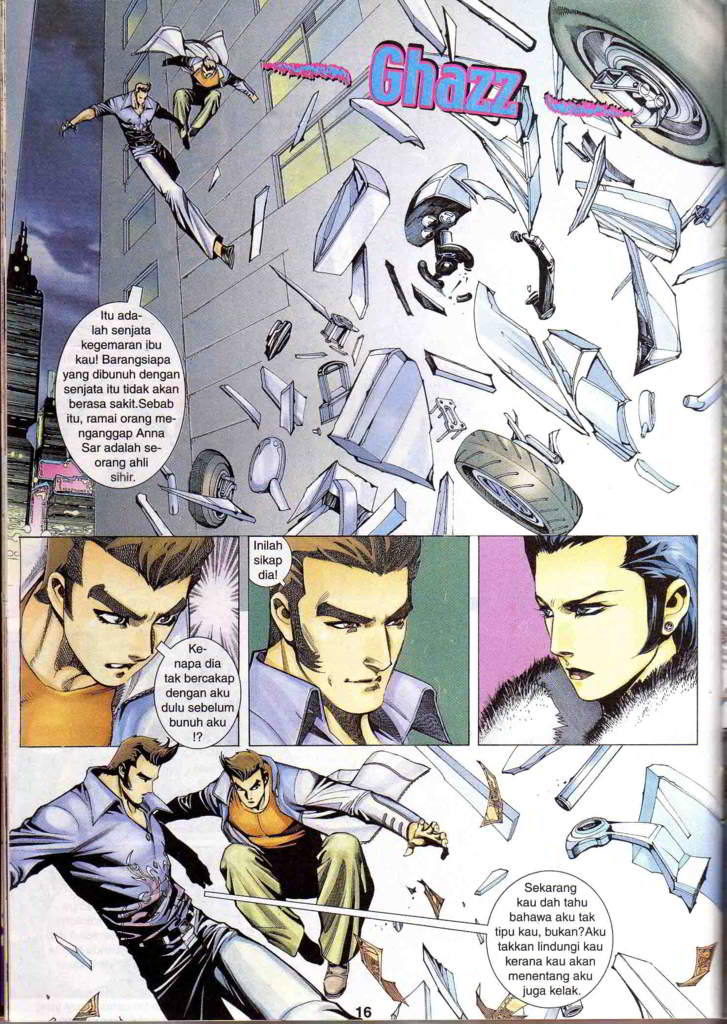 Ghazz
Itu ada-
lah senjata
kegemaran ibu
kau! Barangsiapa
yang dibunuh dengan
senjata itu tidak akan
berasa sakit.Sebab
itu, ramai orang me-
nganggap Anna
Sar adalah se-
orang ahli
sihir.
Ke-
napa dia
tak bercakap
dengan aku
dulu sebelum
bunuh aku
!?
Inilah
sikap
dia!
Sekarang
kau dah tahu
bahawa aku tak
tipu kau, bukan?Aku
takkan lindungi kau
kerana kau akan
menentang aku
juga kelak.
16